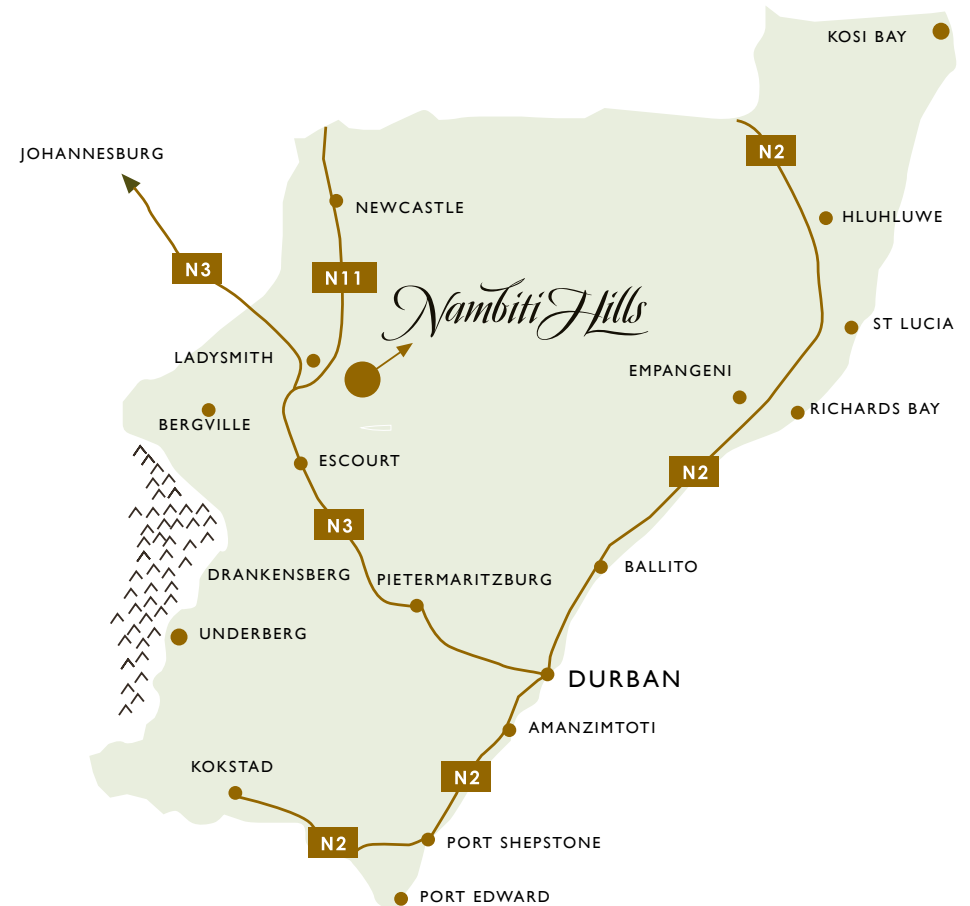 KOSI BAY
N2
JOHANNESBURG
NEWCASTLE
HLUHLUWE
N3
N11
Nambiti Hills
ST LUCIA
LADYSMITH
EMPANGENI
RICHARDS BAY
BERGVILLE
ESCOURT
N2
N3
BALLITO
DRANKENSBERG
PIETERMARITZBURG
UNDERBERG
DURBAN
AMANZIMTOTI
KOKSTAD
N2
N2
PORT SHEPSTONE
PORT EDWARD